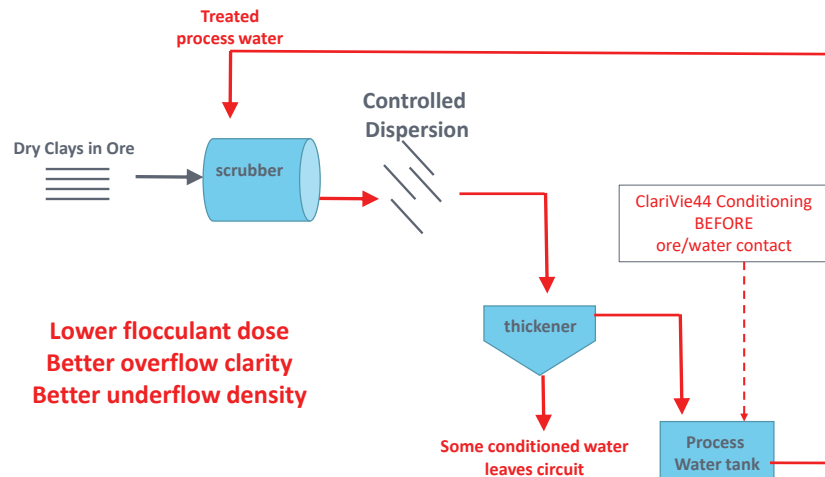 Treated
process water
Controlled
Dispersion
Dry Clays in Ore
scrubber
ClariVie44 Conditioning
BEFORE
ore/water contact
Lower flocculant dose
Better overflow clarity
Better underflow density
thickener
Some conditioned water
leaves circuit
Process
Water tank